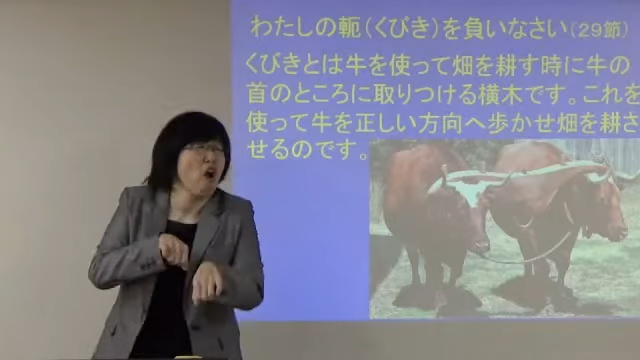 わたしの軛（くびき）を負いなさい（29節）
くびきとは牛を使って畑を耕す時に牛の
首のところに取りつける横木です。これを
使って牛を正しい方向へ歩かせ畑を耕さ
せるのです。